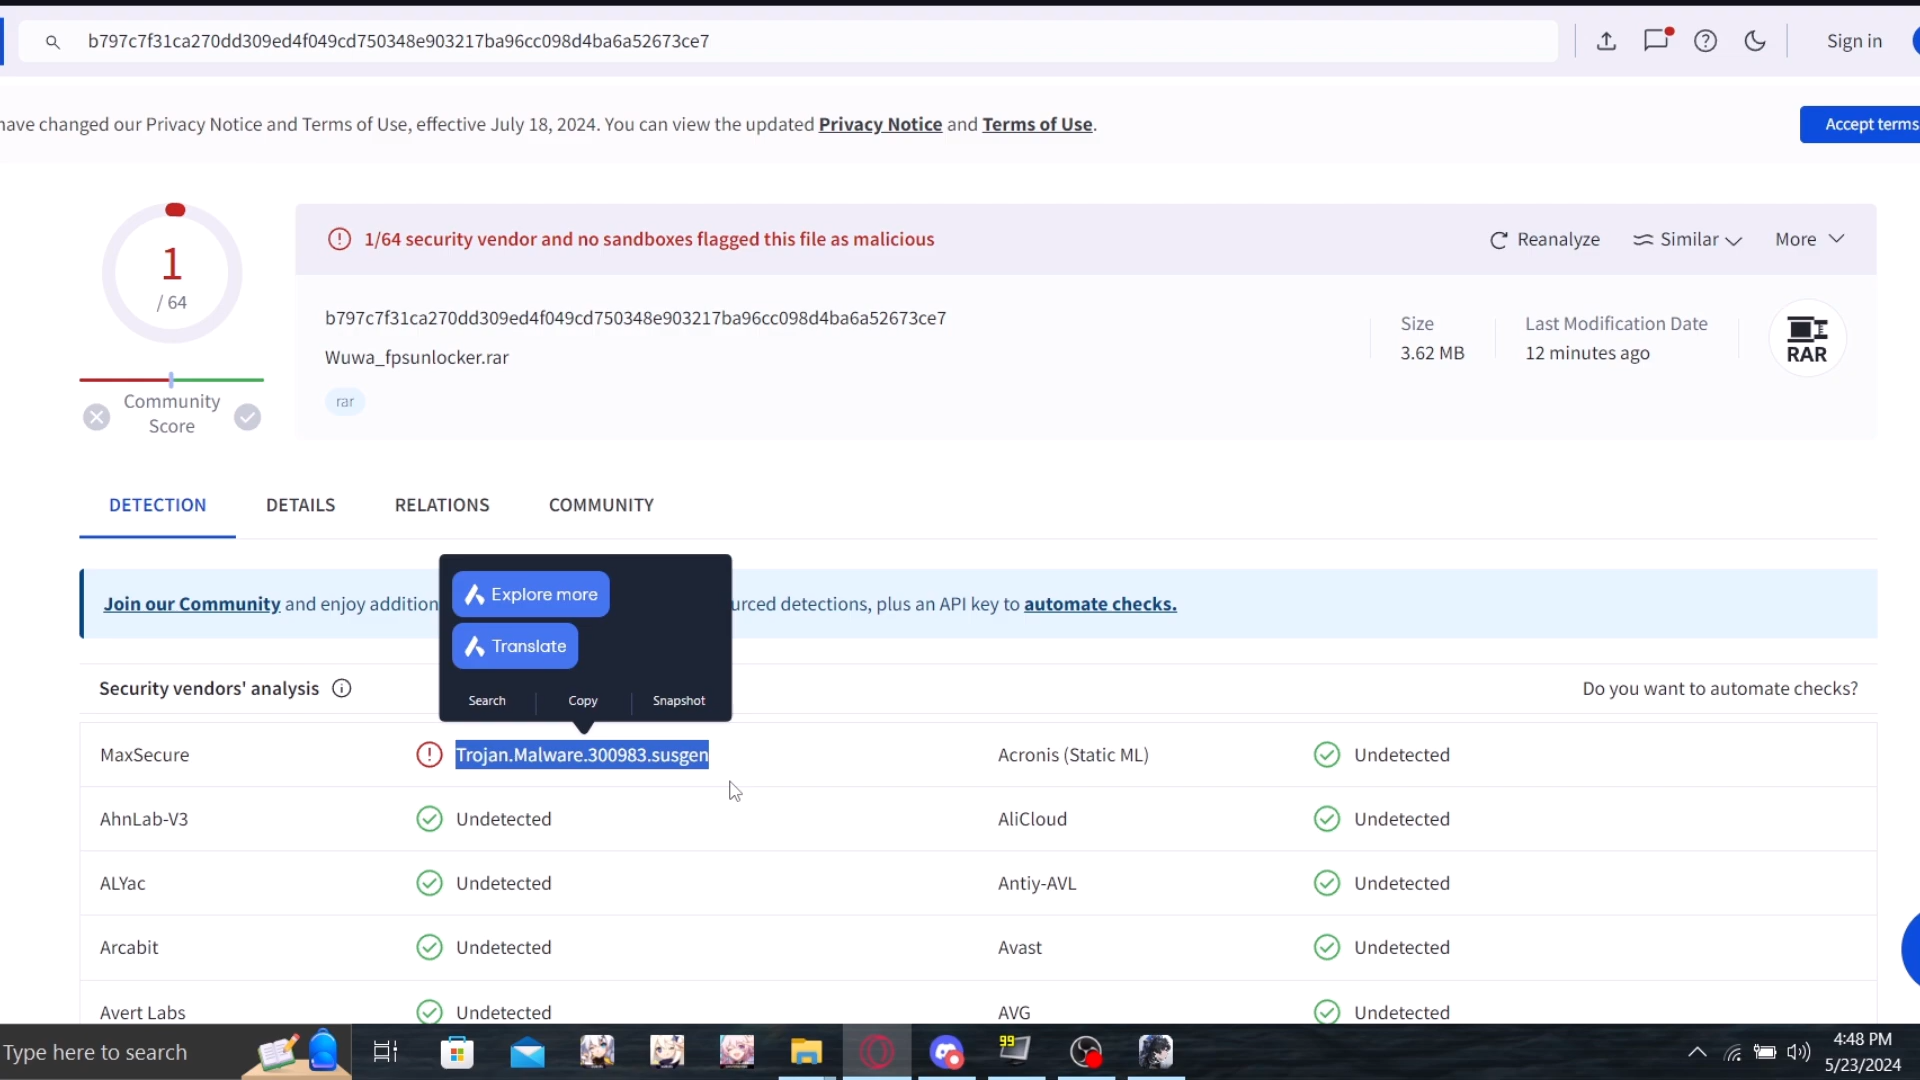 b797c7f31ca270dd309ed4f049cd750348e903217ba96cc098d4ba6a52673ce7
Sign in
have changed our Privacy Notice and Terms of Use, effective July 18, 2024. You can view the updated Privacy Notice and Terms of Use.
Accept terms
1
/ 64
1/64 security vendor and no sandboxes flagged this file as malicious
Reanalyze
Similar
More
b797c7f31ca270dd309ed4f049cd750348e903217ba96cc098d4ba6a52673ce7
Wuwa_fpsunlocker.rar
rar
Size
3.62 MB
Last Modification Date
12 minutes ago
RAR
Community
Score
DETECTION
DETAILS
RELATIONS
COMMUNITY
Join our Community and enjoy addition
urced detections, plus an API key to automate checks.
Explore more
Translate
Search
Copy
Snapshot
Security vendors' analysis
Do you want to automate checks?
MaxSecure
Trojan.Malware.300983.susgen
Acronis (Static ML)
Undetected
AhnLab-V3
Undetected
AliCloud
Undetected
ALYac
Undetected
Antiy-AVL
Undetected
Arcabit
Undetected
Avast
Undetected
Avert Labs
Undetected
AVG
Undetected
Type here to search
99
4:48 PM
5/23/2024